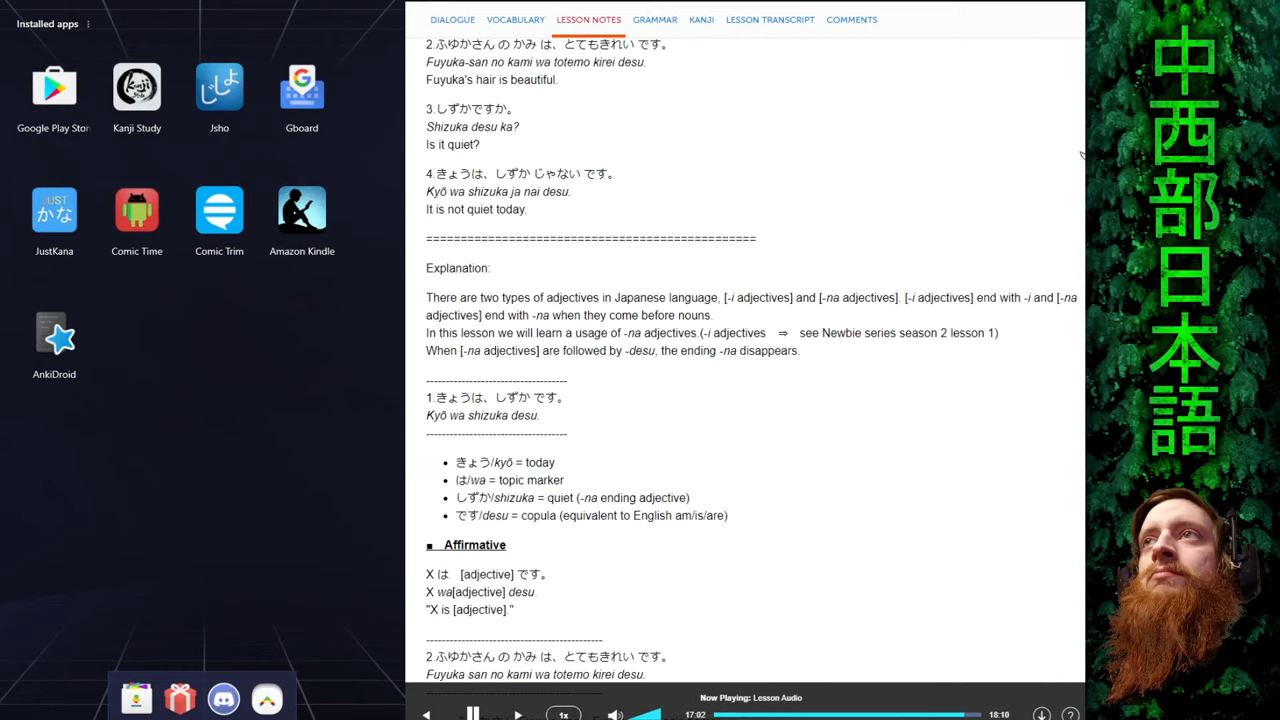 Installed apps
Google Play Stor
Kanji Study
Jsho
Gboard
JUST
かな
JustKana
Comic Time
Comic Trim
Amazon Kindle
AnkiDroid
DIALOGUE VOCABULARY LESSON NOTES GRAMMAR KANJI LESSON TRANSCRIPT COMMENTS
2.ふゆかさん の かみ は、とてもきれい です。
Fuyuka-san no kami wa totemo kirei desu.
Fuyuka's hair is beautiful.
3.しずかですか。
Shizuka desu ka?
Is it quiet?
4.きょうは、しずか じゃない です。
Kyō wa shizuka ja nai desu.
It is not quiet today.
================================================
Explanation:
There are two types of adjectives in Japanese language, [-i adjectives] and [-na adjectives]. [-i adjectives] end with -i and [-na
adjectives] end with -na when they come before nouns.
In this lesson we will learn a usage of -na adjectives.(-i adjectives ⇒ see Newbie series season 2 lesson 1)
When [-na adjectives] are followed by -desu, the ending -na disappears.
-----------------------------------
1.きょうは、しずか です。
Kyō wa shizuka desu.
-----------------------------------
• きょう/kyō = today
• は/wa = topic marker
• しずか/shizuka = quiet (-na ending adjective)
• です/desu = copula (equivalent to English am/is/are)
■ Affirmative
X は [adjective] です。
X wa[adjective] desu.
"X is [adjective]."
--------------------------------------------
2.ふゆかさん の かみ は、とてもきれい です。
Fuyuka san no kami wa totemo kirei desu.
--------------------------------------------
Now Playing: Lesson Audio
1x
17:02
18:10
中西部日本語